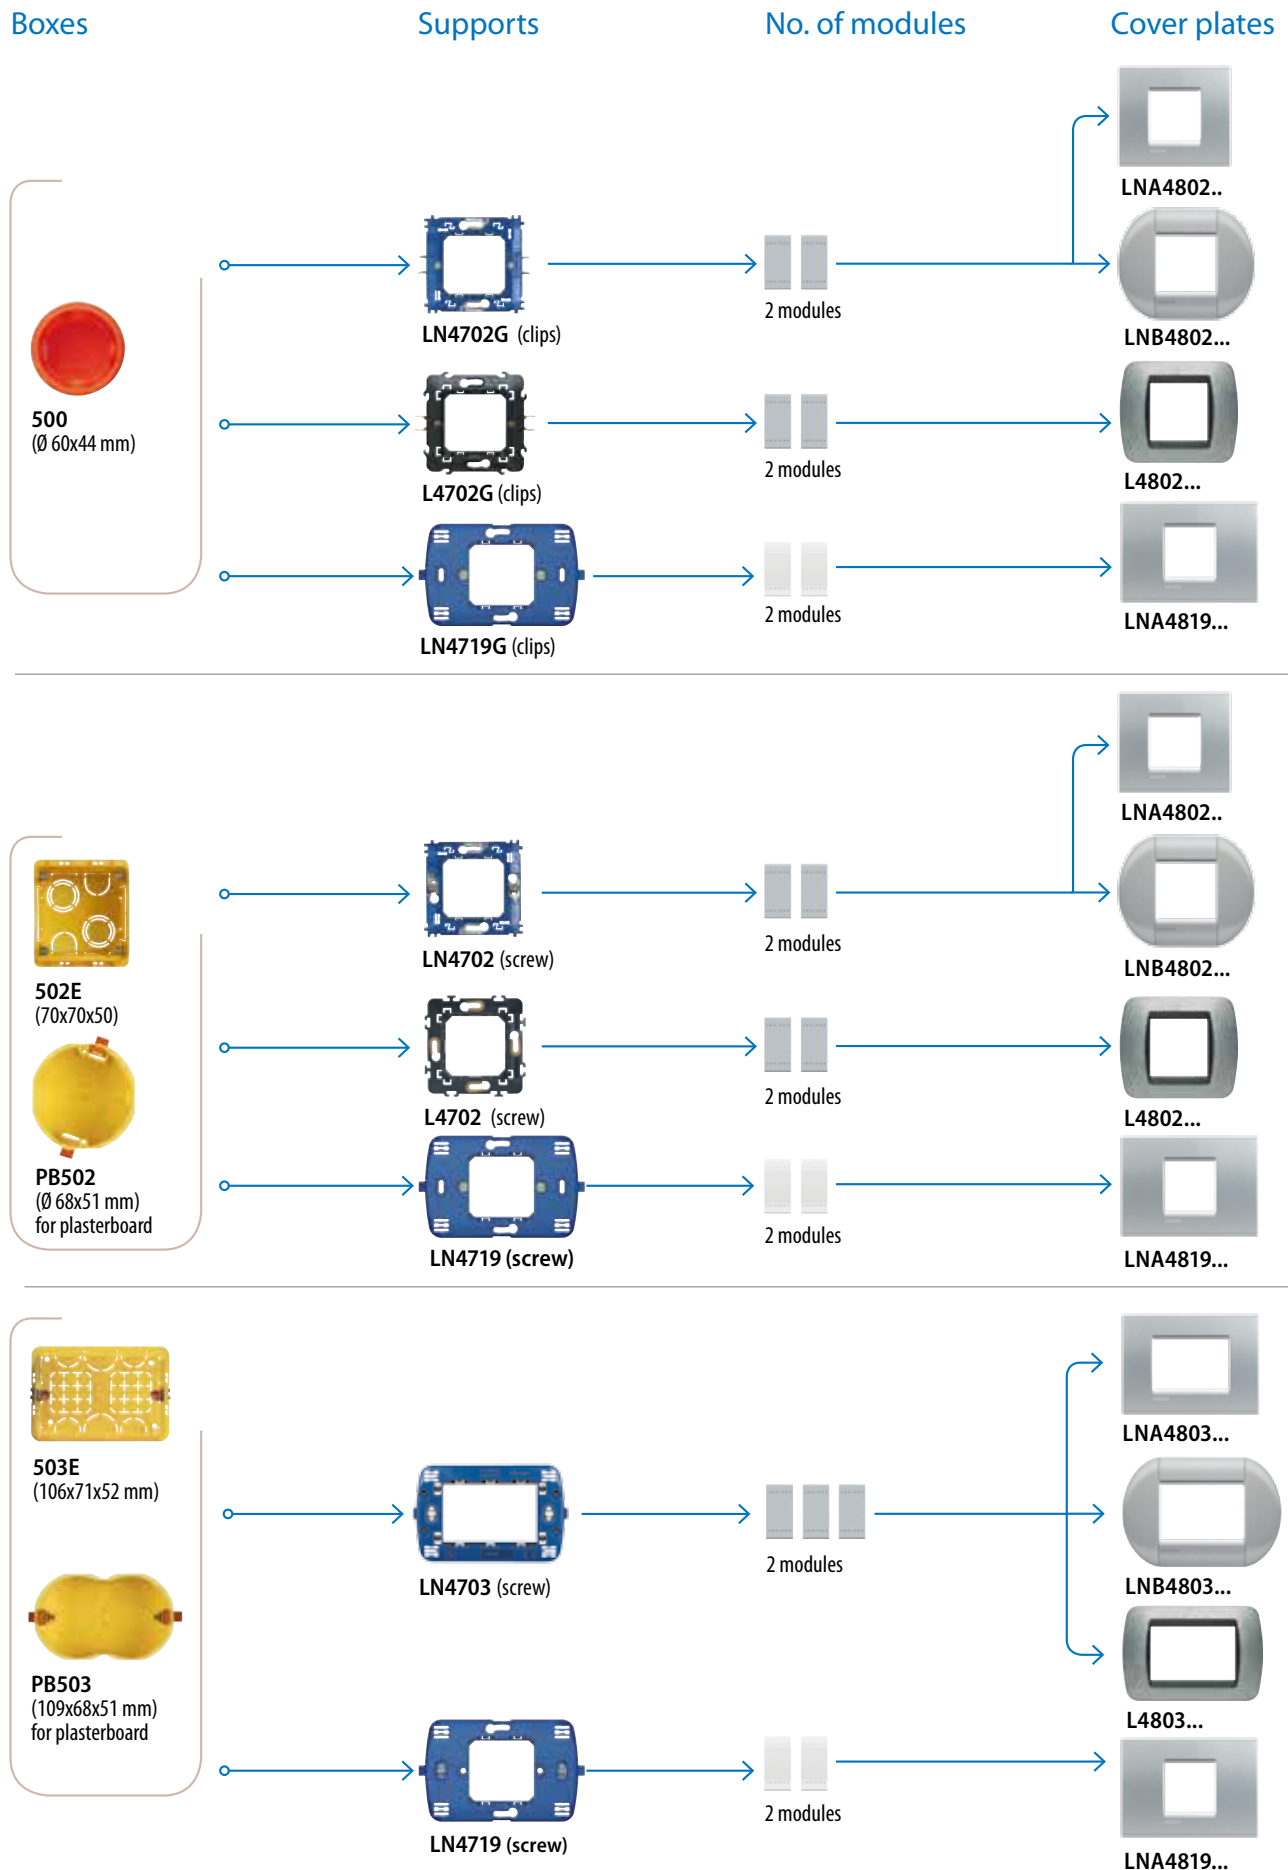 Boxes
Supports
No. of modules
Cover plates
LNA4802..
500
(Ø 60x44 mm)
LN4702G (clips)
2 modules
LNB4802...
L4702G (clips)
2 modules
L4802...
LN4719G (clips)
2 modules
LNA4819...
LNA4802..
502E
(70x70x50)
LN4702 (screw)
2 modules
LNB4802...
PB502
(Ø 68x51 mm)
for plasterboard
L4702 (screw)
2 modules
L4802...
LN4719 (screw)
2 modules
LNA4819...
503E
(106x71x52 mm)
LNA4803...
LN4703 (screw)
2 modules
LNB4803...
PB503
(109x68x51 mm)
for plasterboard
L4803...
LN4719 (screw)
2 modules
LNA4819...